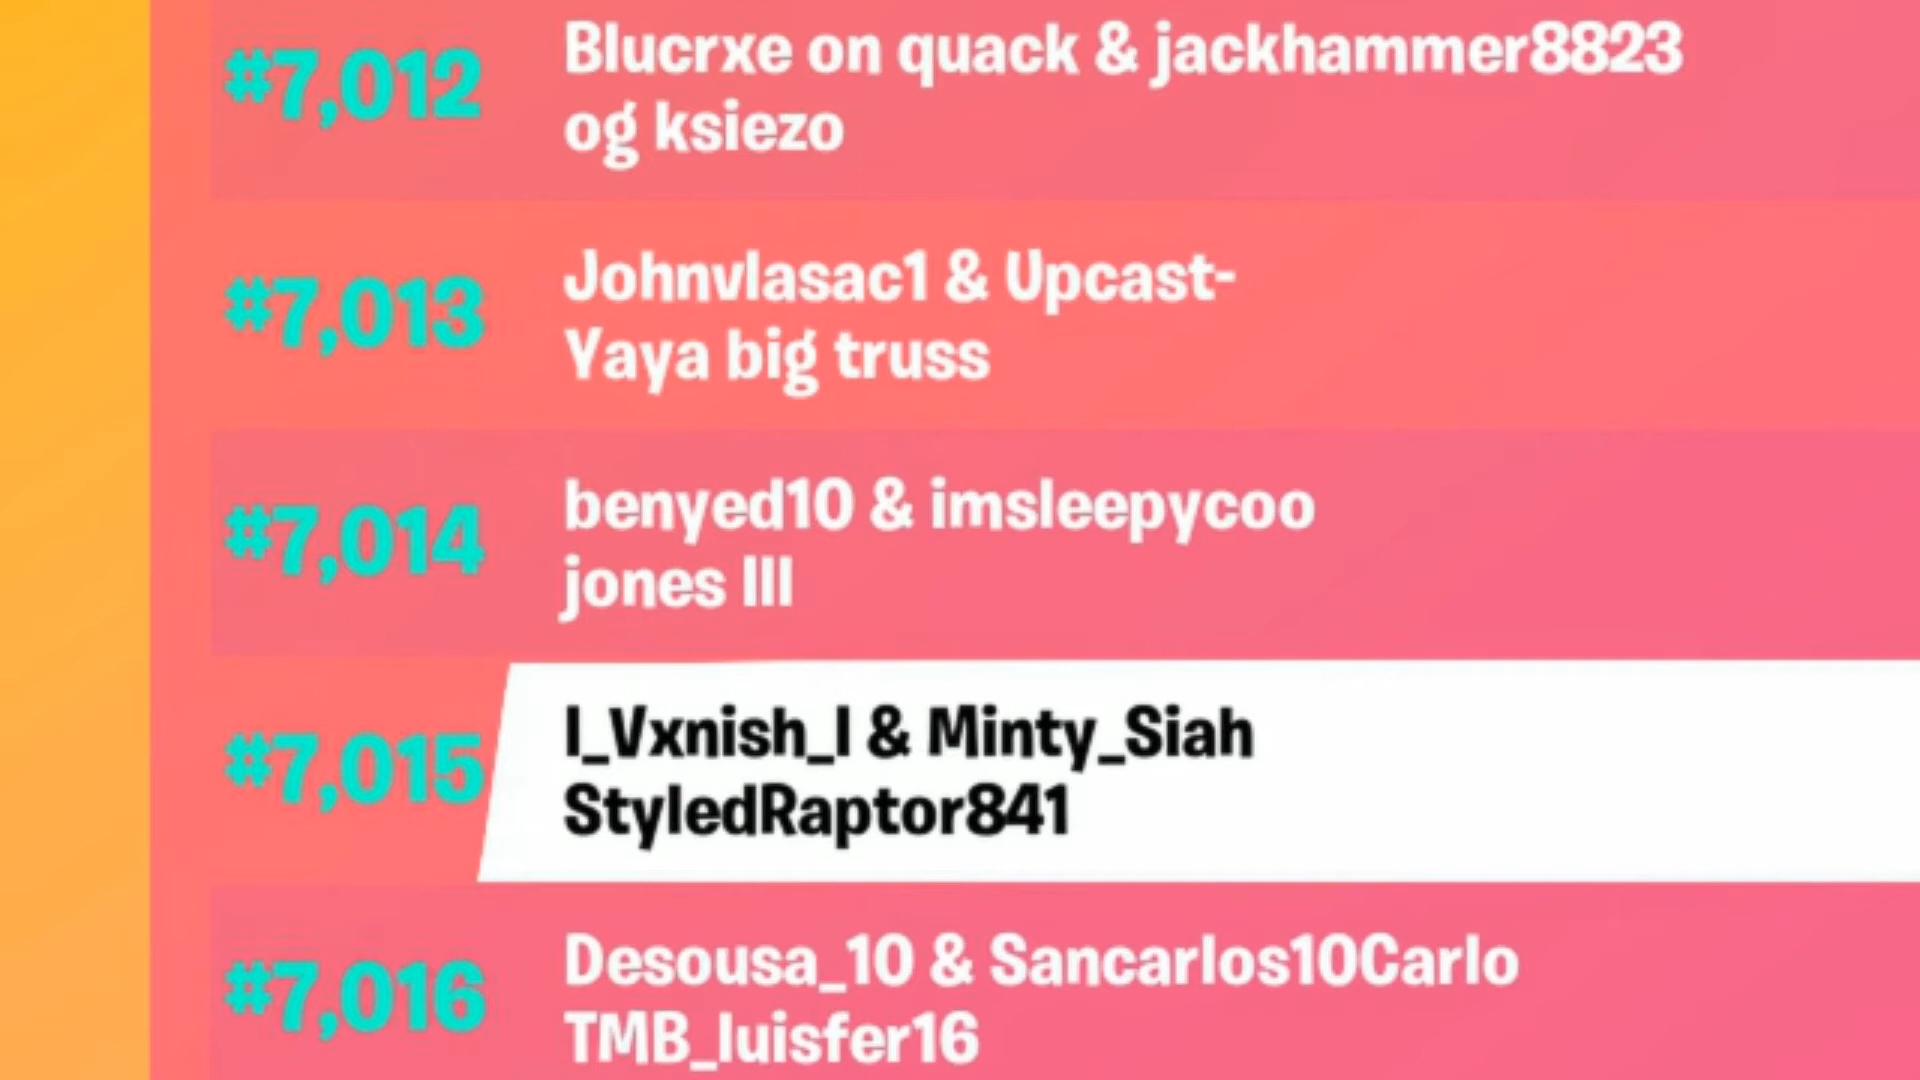 #7,012
Blucrxe on quack & jackhammer8823
og ksiezo
#7,013
Johnvlasac1 & Upcast-
Yaya big truss
#7,014
benyed10 & imsleepycoo
jones III
#7,015
I_Vxnish_I & Minty_Siah
StyledRaptor841
#7,016
Desousa_10 & Sancarlos10Carlo
TMB_luisfer16